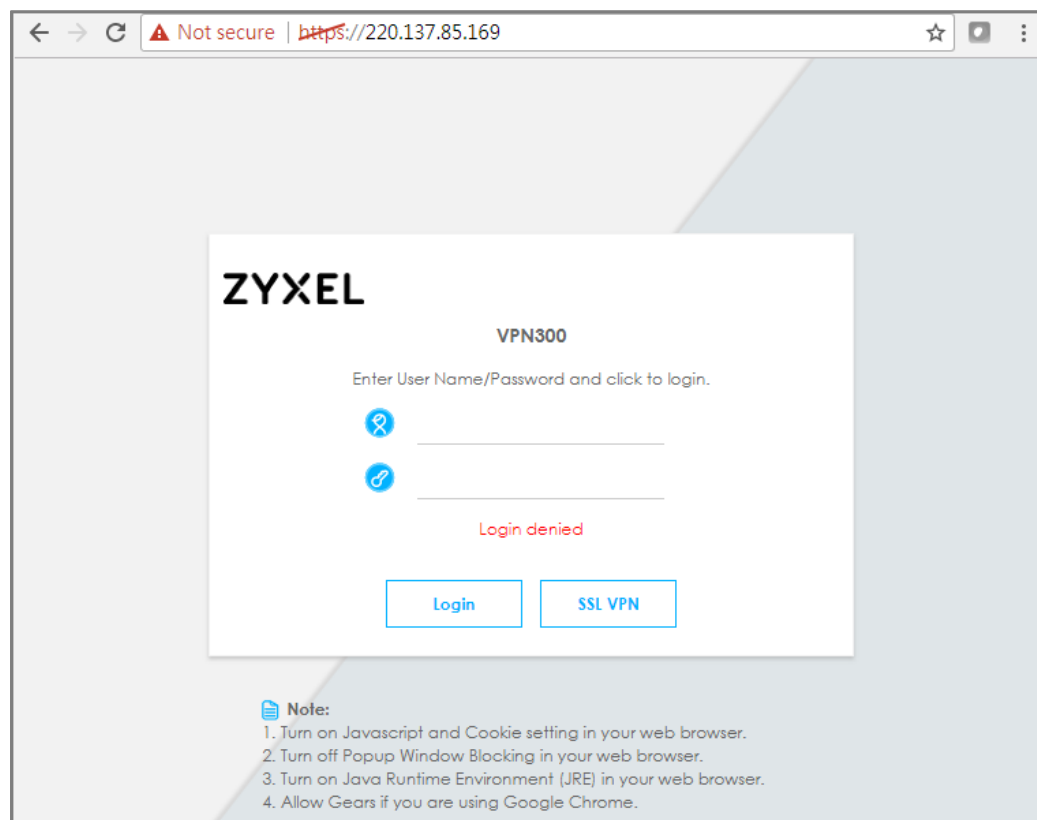 Not secure | https://220.137.85.169
ZYXEL
VPN300
Enter User Name/Password and click to login.
Login denied
Login SSL VPN
Note:
1. Turn on Javascript and Cookie setting in your web browser.
2. Turn off Popup Window Blocking in your web browser.
3. Turn on Java Runtime Environment (JRE) in your web browser.
4. Allow Gears if you are using Google Chrome.